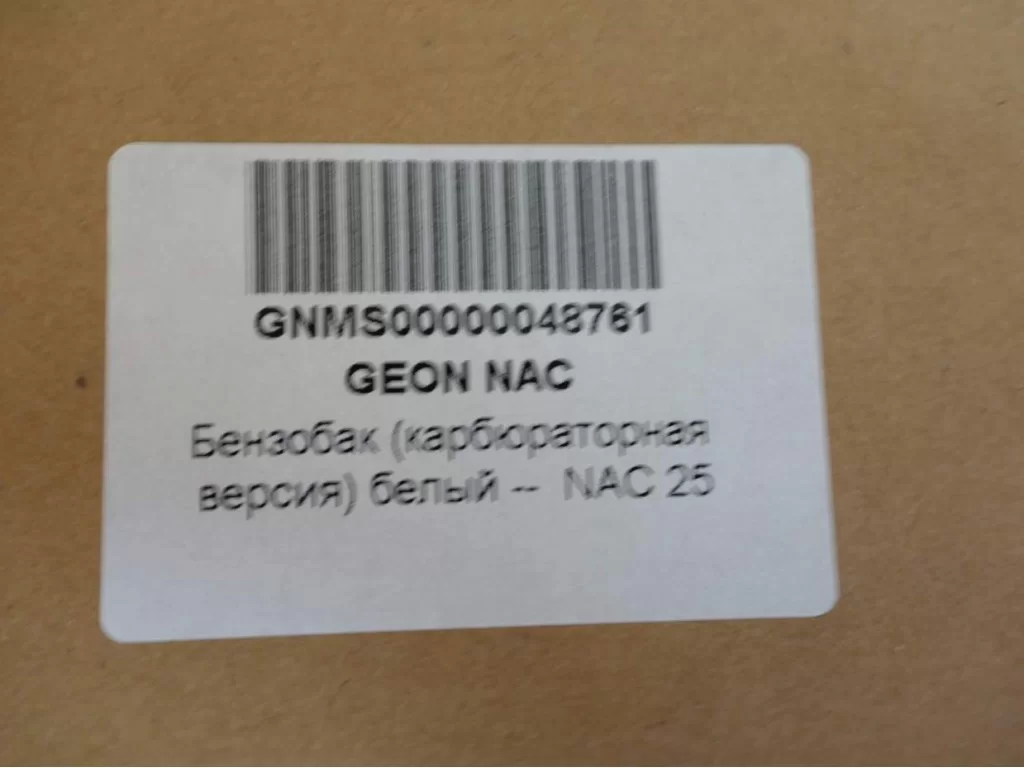 GNMS00000048761
GEON NAC
Бензобак (карбюраторная
версия) белый -- NAC 25